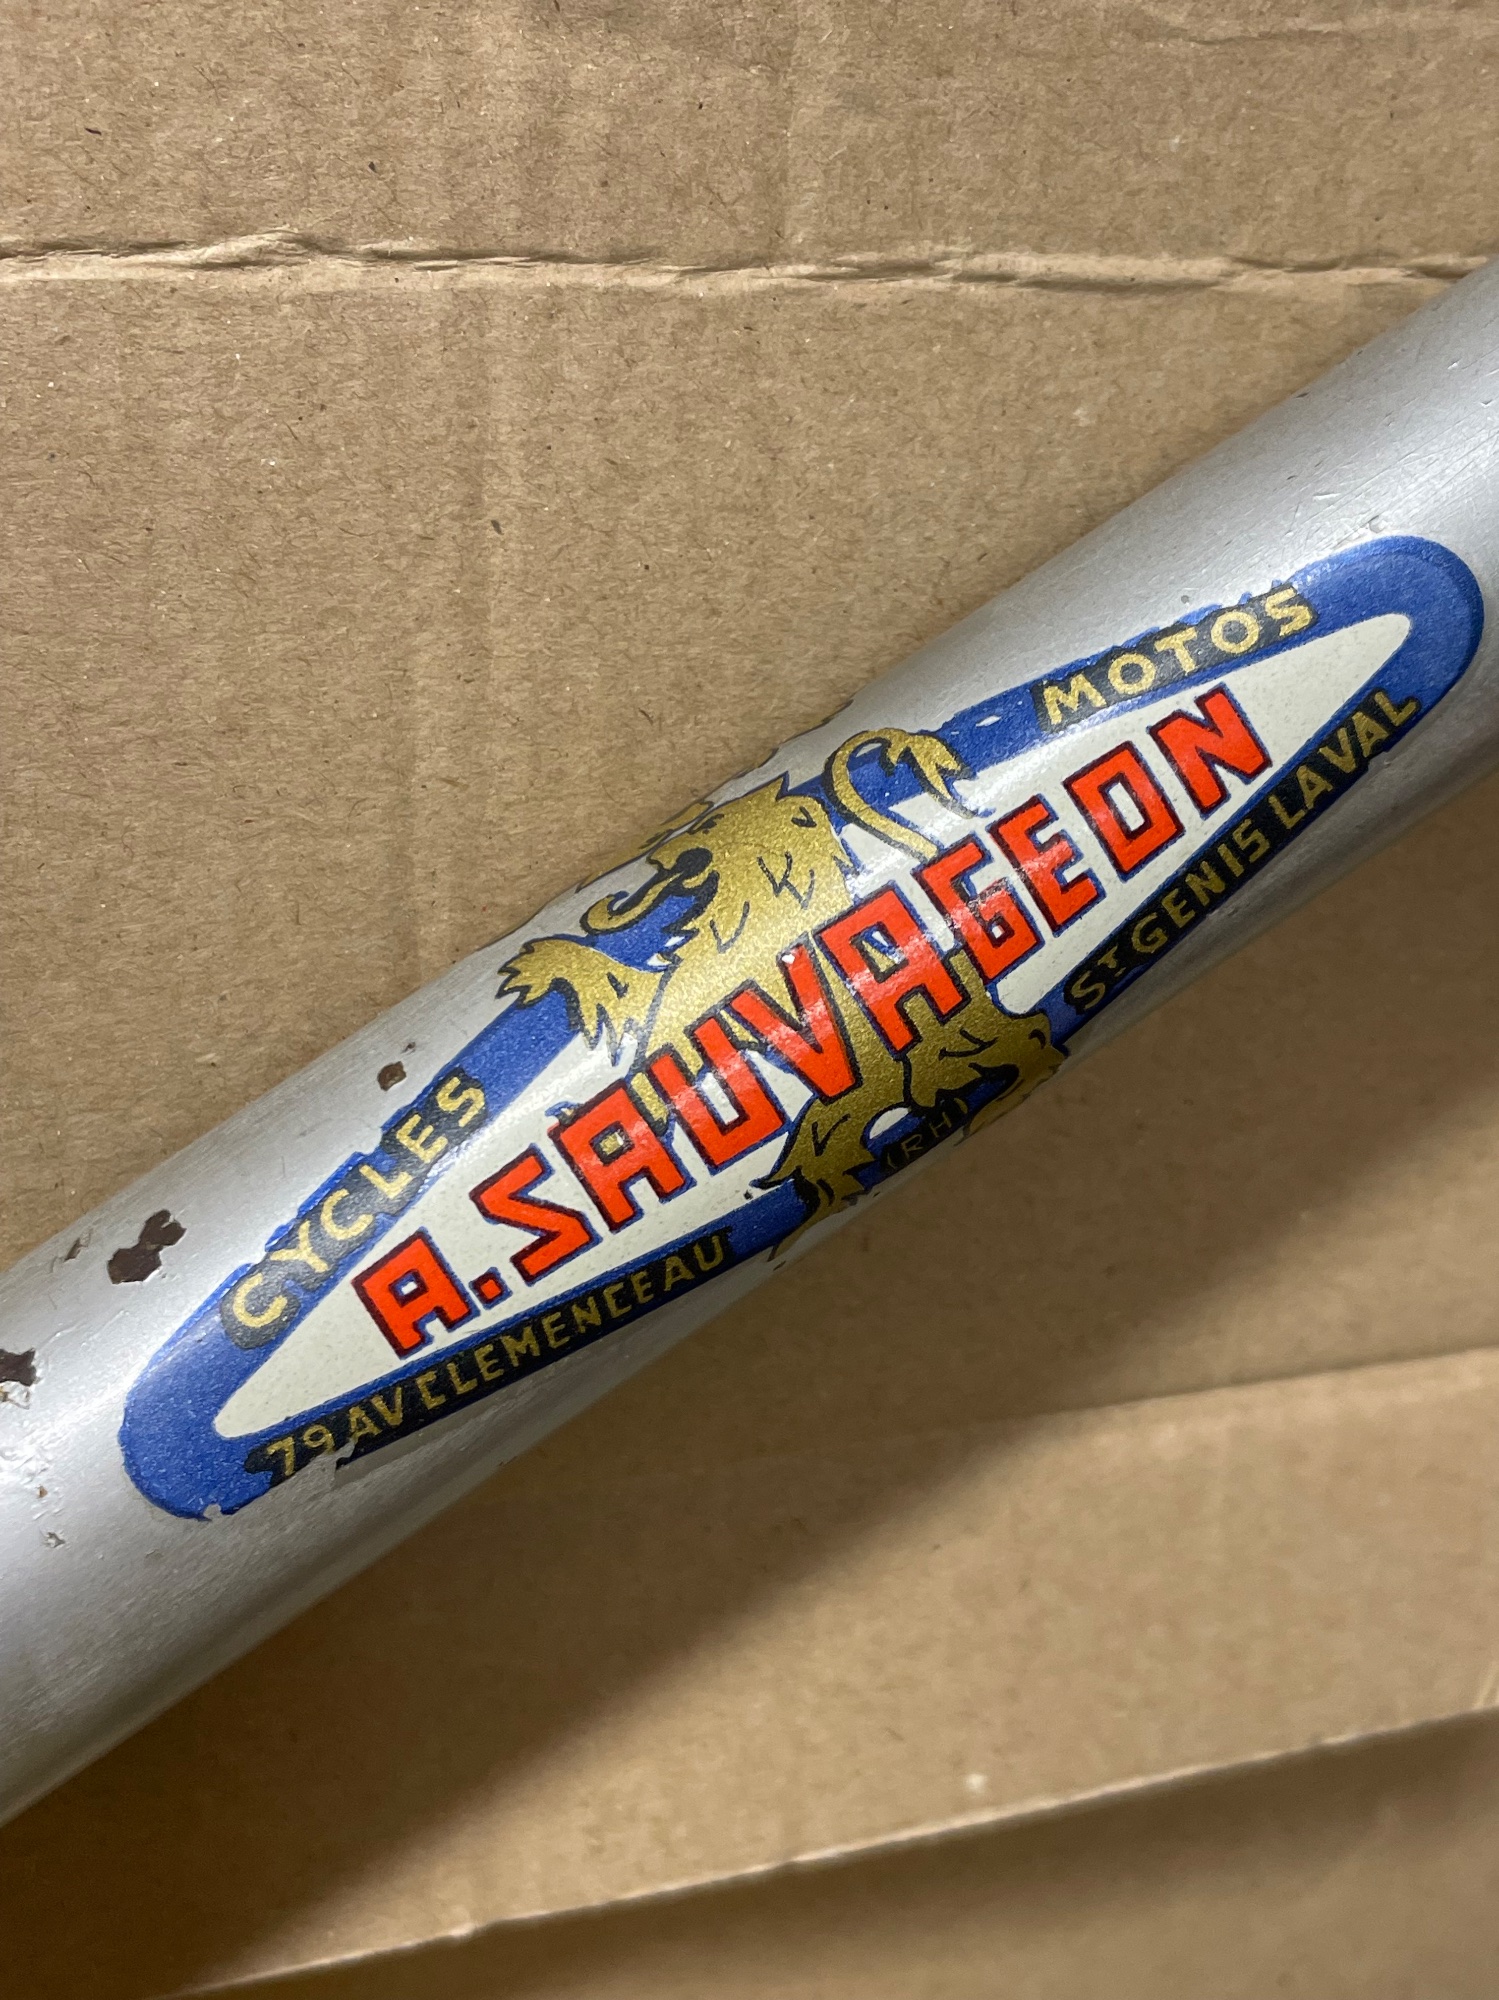 CYCLES MOTOS
A. SAUVAGEON
79 AV CLEMENCEAU (RH) ST GENIS LAVAL